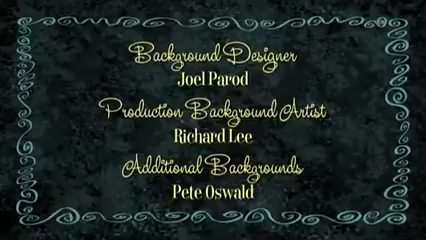 Background Designer
Joel Parod
Production Background Artist
Richard Lee
Additional Backgrounds
Pete Oswald